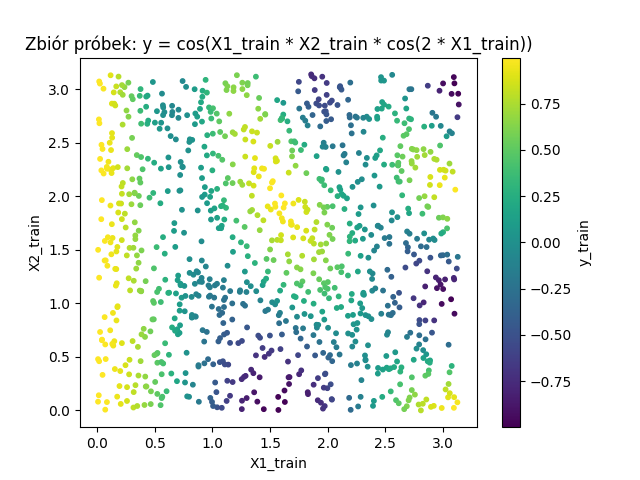 Zbiór próbek: y = cos(X1_train * X2_train * cos(2 * X1_train))
3.0
2.5
2.0
1.5
1.0
0.5
0.0
X2_train
0.0 0.5 1.0 1.5 2.0 2.5 3.0
X1_train
0.75
0.50
0.25
0.00
−0.25
−0.50
−0.75
y_train